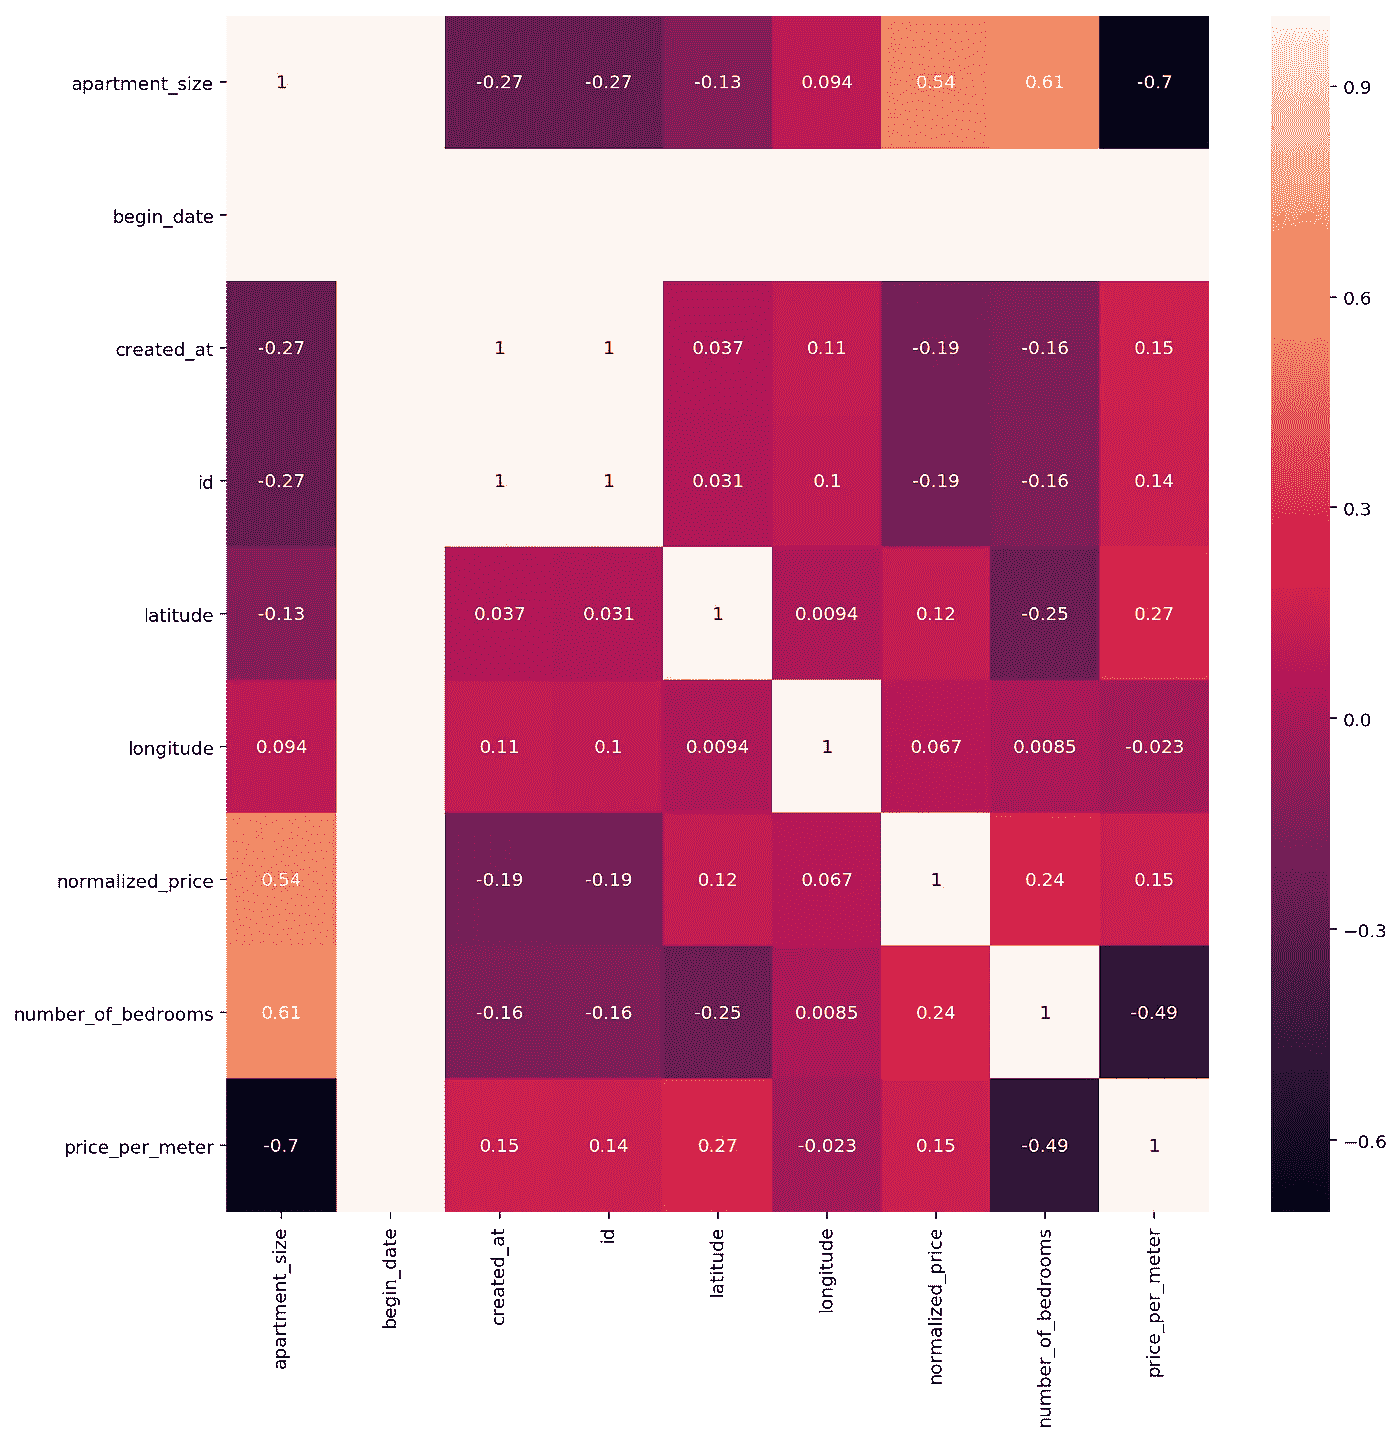 apartment_size 1 -0.27 -0.27 -0.13 0.094 0.54 0.61 -0.7
begin_date
created_at -0.27 1 1 0.037 0.11 -0.19 -0.16 0.15
id -0.27 1 1 0.031 0.1 -0.19 -0.16 0.14
latitude -0.13 0.037 0.031 1 0.0094 0.12 -0.25 0.27
longitude 0.094 0.11 0.1 0.0094 1 0.067 0.0085 -0.023
normalized_price 0.54 -0.19 -0.19 0.12 0.067 1 0.24 0.15
number_of_bedrooms 0.61 -0.16 -0.16 -0.25 0.0085 0.24 1 -0.49
price_per_meter -0.7 0.15 0.14 0.27 -0.023 0.15 -0.49 1
apartment_size
begin_date
created_at
id
latitude
longitude
normalized_price
number_of_bedrooms
price_per_meter
0.9
0.6
0.3
0.0
−0.3
−0.6